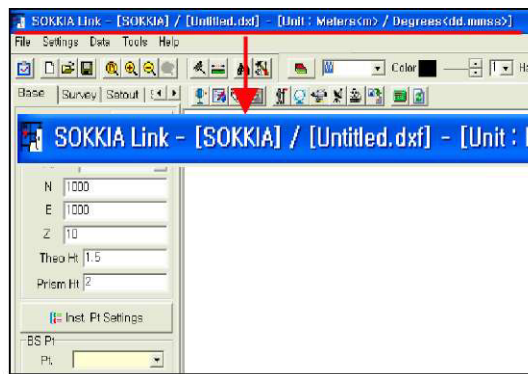 SOKKIA Link - [SOKKIA] / [Untitled.dxf] - [Unit : Meters<m> / Degrees<dd.mmss>]
File Settings Data Tools Help
Color 1
Base Survey Setout
SOKKIA Link - [SOKKIA] / [Untitled.dxf] - [Unit :
N 1000
E 1000
Z 10
Theo Ht 1.5
Prism Ht 2
Inst. Pt Settings
BS Pt
Pt.